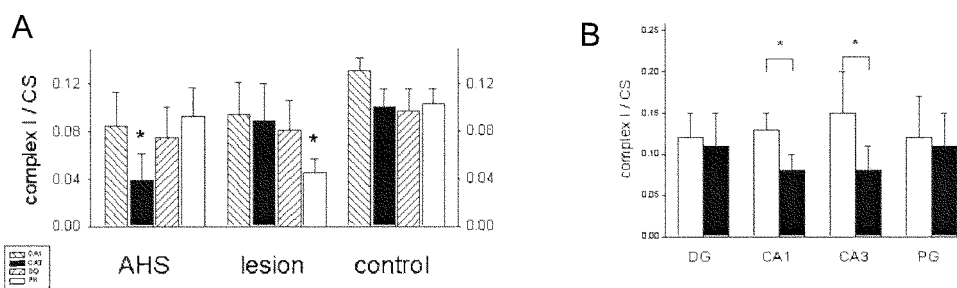 A
complex I / CS
0.12
0.08
0.04
0.00
* *
0.12
0.08
0.04
0.00
AHS lesion control
CA1
CA3
DG
PH
B
complex I / CS
0.25
0.20
0.15
0.10
0.05
0.00
* *
DG CA1 CA3 PG